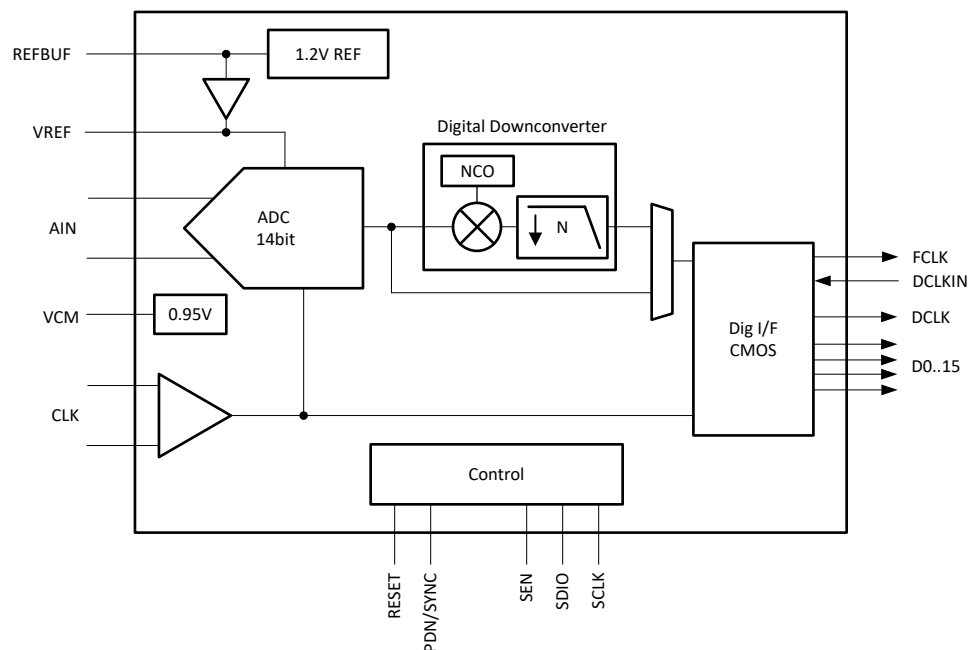 REFBUF
1.2V REF
VREF
Digital Downconverter
NCO
ADC
14bit
N
AIN
FCLK
DCLKIN
VCM
0.95V
DCLK
Dig I/F
CMOS
D0..15
CLK
Control
RESET
PDN/SYNC
SEN
SDIO
SCLK